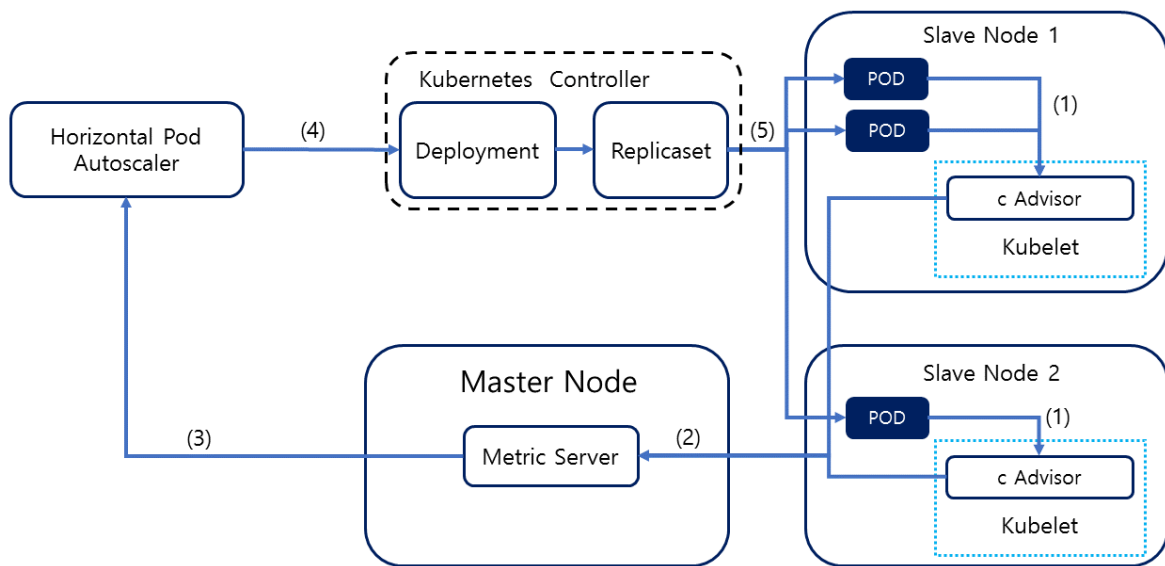 Slave Node 1
Kubernetes Controller
POD
(1)
Horizontal Pod
Autoscaler
(4)
Deployment
Replicaset
(5)
POD
c Advisor
Kubelet
Master Node
Slave Node 2
POD
(1)
(3)
Metric Server
(2)
c Advisor
Kubelet